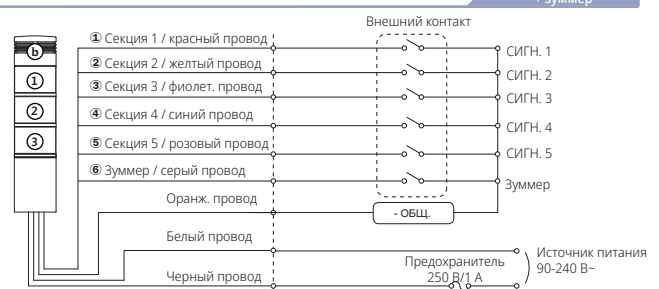 + Зуммер
Внешний контакт
b
1
2
3
① Секция 1 / красный провод
СИГН. 1
② Секция 2 / желтый провод
СИГН. 2
③ Секция 3 / фиолет. провод
СИГН. 3
④ Секция 4 / синий провод
СИГН. 4
⑤ Секция 5 / розовый провод
СИГН. 5
⑥ Зуммер / серый провод
Зуммер
Оранж. провод
- ОБЩ.
Белый провод
Предохранитель
250 В/1 А
Источник питания
90-240 В~
Черный провод